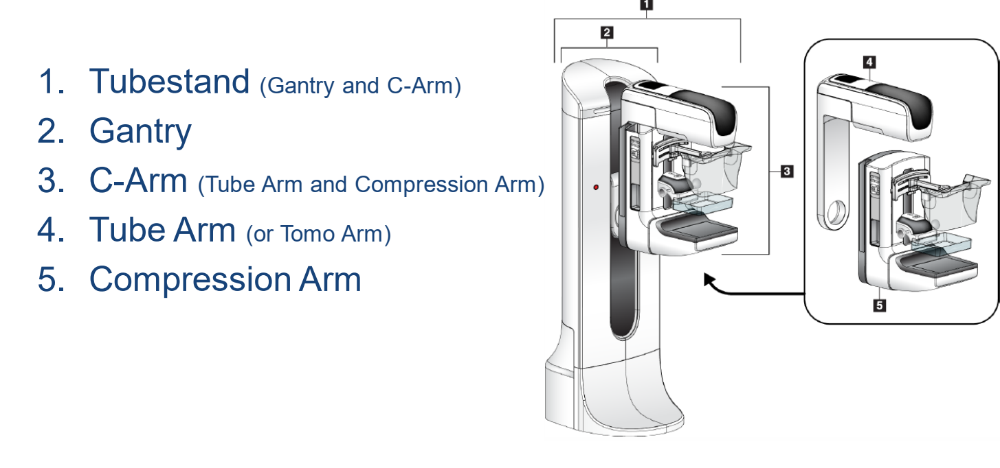 1. Tubestand (Gantry and C-Arm)
2. Gantry
3. C-Arm (Tube Arm and Compression Arm)
4. Tube Arm (or Tomo Arm)
5. Compression Arm
1
2
3
4
5